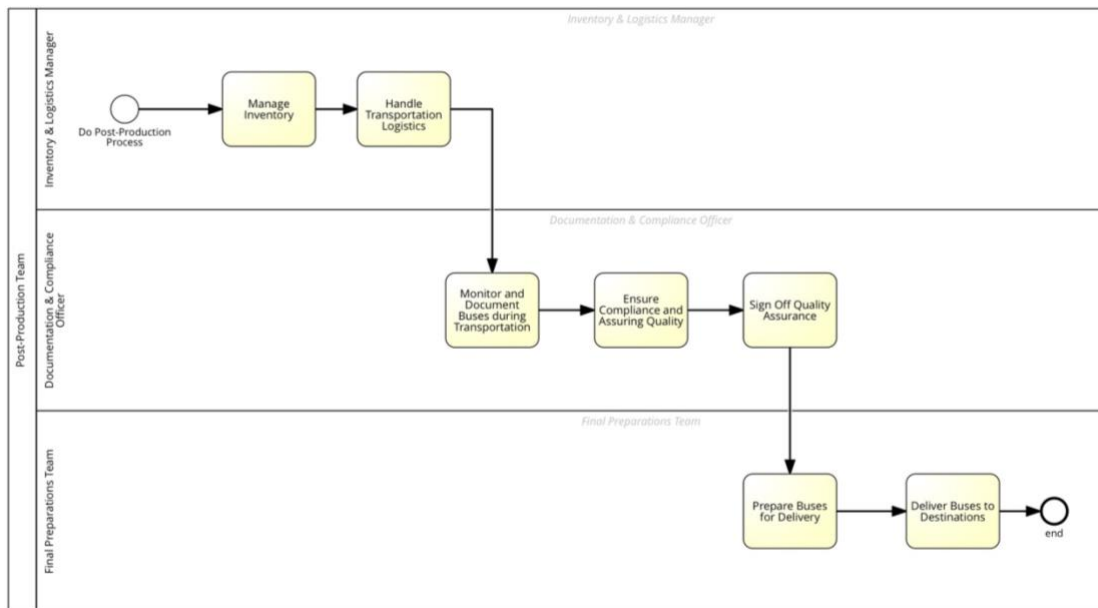 Post-Production Team
Inventory & Logistics Manager
Inventory & Logistics Manager
Do Post-Production
Process
Manage
Inventory
Handle
Transportation
Logistics
Documentation & Compliance
Officer
Documentation & Compliance Officer
Monitor and
Document
Buses during
Transportation
Ensure
Compliance and
Assuring Quality
Sign Off Quality
Assurance
Final Preparations Team
Final Preparations Team
Prepare Buses
for Delivery
Deliver Buses to
Destinations
end